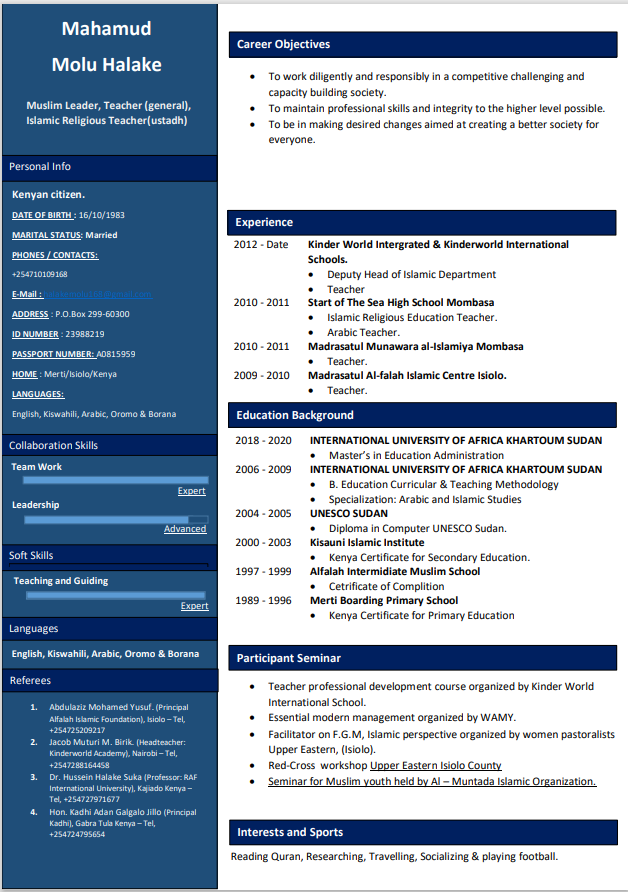 Mahamud
Molu Halake
Muslim Leader, Teacher (general),
Islamic Religious Teacher(ustadh)
Personal Info
Kenyan citizen.
DATE OF BIRTH : 16/10/1983
MARITAL STATUS: Married
PHONES / CONTACTS:
+254710109168
E-Mail :
ADDRESS : P.O.Box 299-60300
ID NUMBER : 23988219
PASSPORT NUMBER: A0815959
HOME : Merti/Isiolo/Kenya
LANGUAGES:
English, Kiswahili, Arabic, Oromo & Borana
Collaboration Skills
Team Work
Expert
Leadership
Advanced
Soft Skills
Teaching and Guiding
Expert
Languages
English, Kiswahili, Arabic, Oromo & Borana
Referees
1. Abdulaziz Mohamed Yusuf. (Principal
Alfalah Islamic Foundation), Isiolo – Tel,
+254725209217
2. Jacob Muturi M. Birik. (Headteacher:
Kinderworld Academy), Nairobi – Tel,
+2547288164458
3. Dr. Hussein Halake Suka (Professor: RAF
International University), Kajiado Kenya –
Tel, +254727971677
4. Hon. Kadhi Adan Galgalo Jillo (Principal
Kadhi), Gabra Tula Kenya – Tel,
+254724795654
Career Objectives
• To work diligently and responsibly in a competitive challenging and
capacity building society.
• To maintain professional skills and integrity to the higher level possible.
• To be in making desired changes aimed at creating a better society for
everyone.
Experience
2012 - Date Kinder World Intergrated & Kinderworld International
Schools.
• Deputy Head of Islamic Department
• Teacher
2010 - 2011 Start of The Sea High School Mombasa
• Islamic Religious Education Teacher.
• Arabic Teacher.
2010 - 2011 Madrasatul Munawara al-Islamiya Mombasa
• Teacher.
2009 - 2010 Madrasatul Al-falah Islamic Centre Isiolo.
• Teacher.
Education Background
2018 - 2020 INTERNATIONAL UNIVERSITY OF AFRICA KHARTOUM SUDAN
• Master’s in Education Administration
2006 - 2009 INTERNATIONAL UNIVERSITY OF AFRICA KHARTOUM SUDAN
• B. Education Curricular & Teaching Methodology
• Specialization: Arabic and Islamic Studies
2004 - 2005 UNESCO SUDAN
• Diploma in Computer UNESCO Sudan.
2000 - 2003 Kisauni Islamic Institute
• Kenya Certificate for Secondary Education.
1997 - 1999 Alfalah Intermidiate Muslim School
• Cetrificate of Complition
1989 - 1996 Merti Boarding Primary School
• Kenya Certificate for Primary Education
Participant Seminar
• Teacher professional development course organized by Kinder World
International School.
• Essential modern management organized by WAMY.
• Facilitator on F.G.M, Islamic perspective organized by women pastoralists
Upper Eastern, (Isiolo).
• Red-Cross workshop Upper Eastern Isiolo County
• Seminar for Muslim youth held by Al – Muntada Islamic Organization.
Interests and Sports
Reading Quran, Researching, Travelling, Socializing & playing football.